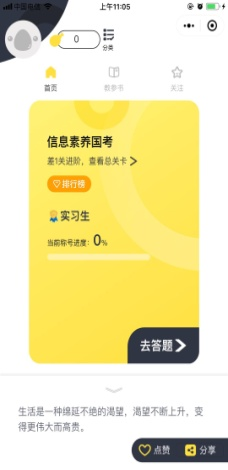 中国电信 上午11:05
0
分类
首页 教参书 关注
信息素养国考
差1关进阶，查看总关卡
排行榜
实习生
当前称号进度：0%
去答题
生活是一种绵延不绝的渴望，渴望不断上升，变
得更伟大而高贵。
点赞 分享